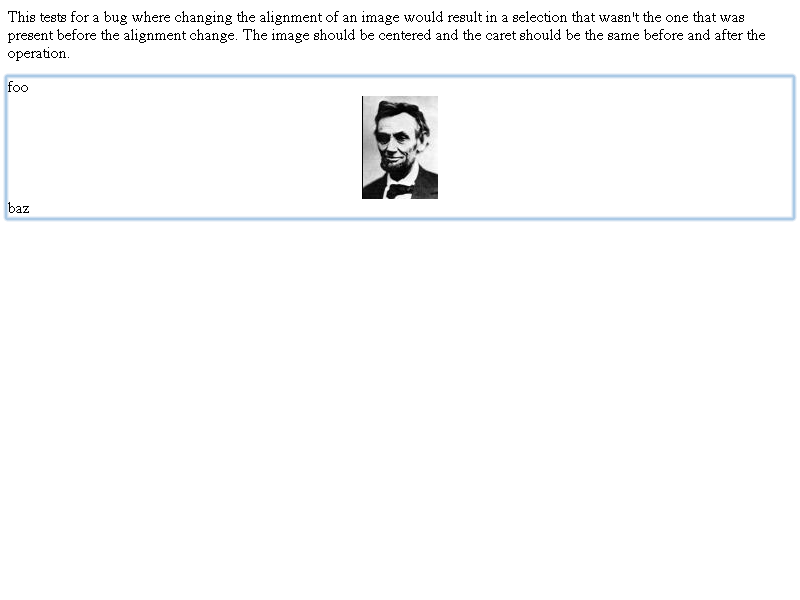 This tests for a bug where changing the alignment of an image would result in a selection that wasn't the one that was
present before the alignment change. The image should be centered and the caret should be the same before and after the
operation.
foo
baz